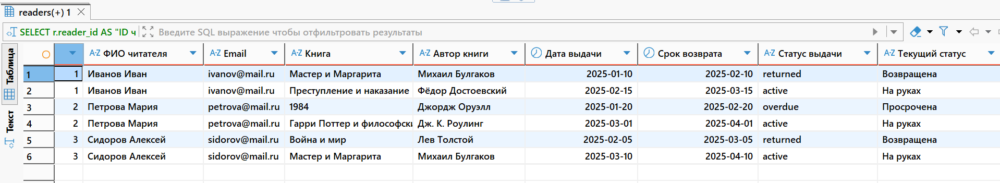 readers(+) 1
SELECT r.reader_id AS "ID ч Введите SQL выражение чтобы отфильтровать результаты
Таблица
Текст
A-Z ФИО читателя A-Z Email A-Z Книга A-Z Автор книги Дата выдачи Срок возврата A-Z Статус выдачи A-Z Текущий статус
1 1 Иванов Иван ivanov@mail.ru Мастер и Маргарита Михаил Булгаков 2025-01-10 2025-02-10 returned Возвращена
2 1 Иванов Иван ivanov@mail.ru Преступление и наказание Фёдор Достоевский 2025-02-15 2025-03-15 active На руках
3 2 Петрова Мария petrova@mail.ru 1984 Джордж Оруэлл 2025-01-20 2025-02-20 overdue Просрочена
4 2 Петрова Мария petrova@mail.ru Гарри Поттер и философски Дж. К. Роулинг 2025-03-01 2025-04-01 active На руках
5 3 Сидоров Алексей sidorov@mail.ru Война и мир Лев Толстой 2025-02-05 2025-03-05 returned Возвращена
6 3 Сидоров Алексей sidorov@mail.ru Мастер и Маргарита Михаил Булгаков 2025-03-10 2025-04-10 active На руках